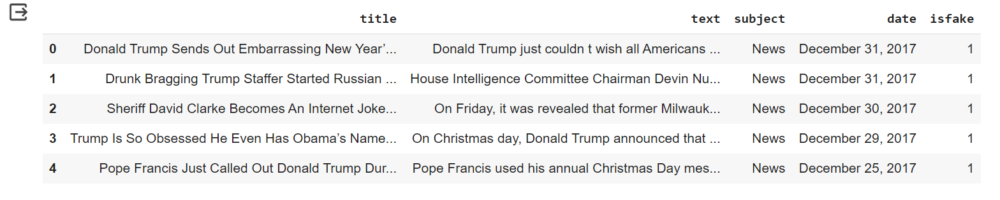 title text subject date isfake
0 Donald Trump Sends Out Embarrassing New Year’... Donald Trump just couldn t wish all Americans ... News December 31, 2017 1
1 Drunk Bragging Trump Staffer Started Russian ... House Intelligence Committee Chairman Devin Nu... News December 31, 2017 1
2 Sheriff David Clarke Becomes An Internet Joke... On Friday, it was revealed that former Milwauk... News December 30, 2017 1
3 Trump Is So Obsessed He Even Has Obama’s Name... On Christmas day, Donald Trump announced that ... News December 29, 2017 1
4 Pope Francis Just Called Out Donald Trump Dur... Pope Francis used his annual Christmas Day mes... News December 25, 2017 1